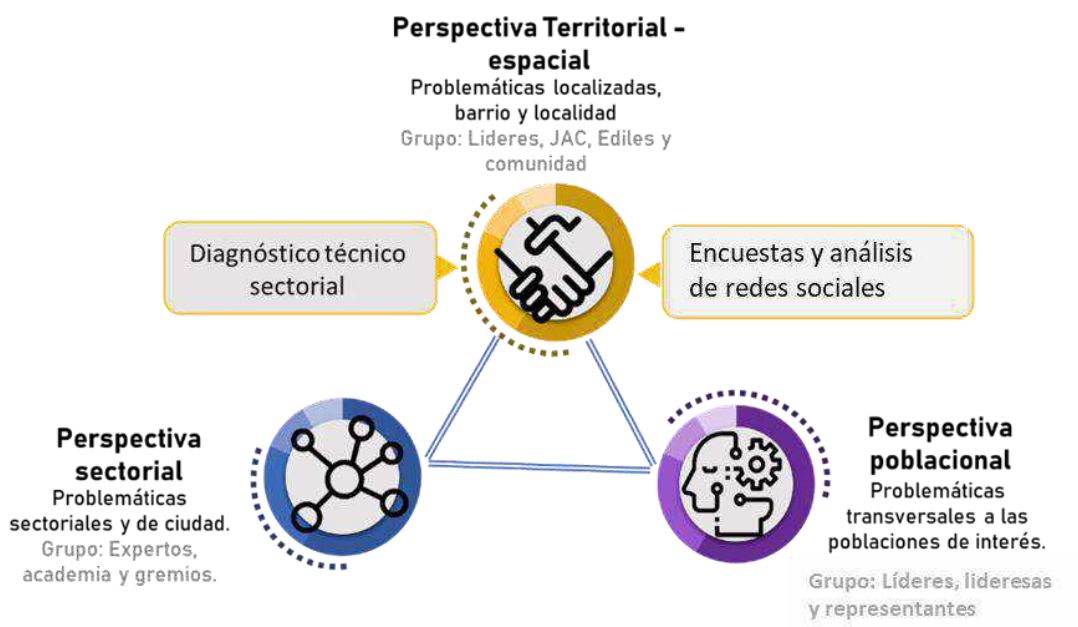 Perspectiva Territorial -
espacial
Problemáticas localizadas,
barrio y localidad
Grupo: Lideres, JAC, Ediles y
comunidad
Diagnóstico técnico
sectorial
Encuestas y análisis
de redes sociales
Perspectiva
sectorial
Problemáticas
sectoriales y de ciudad.
Grupo: Expertos,
academia y gremios.
Perspectiva
poblacional
Problemáticas
transversales a las
poblaciones de interés.
Grupo: Líderes, lideresas
y representantes